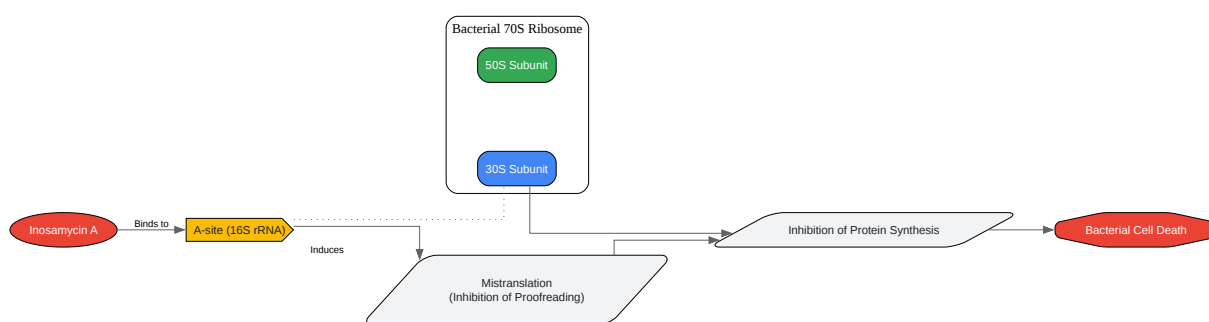 Bacterial 70S Ribosome
50S Subunit
30S Subunit
Inosamycin A
Binds to
A-site (16S rRNA)
Induces
Mistranslation
(Inhibition of Proofreading)
Inhibition of Protein Synthesis
Bacterial Cell Death